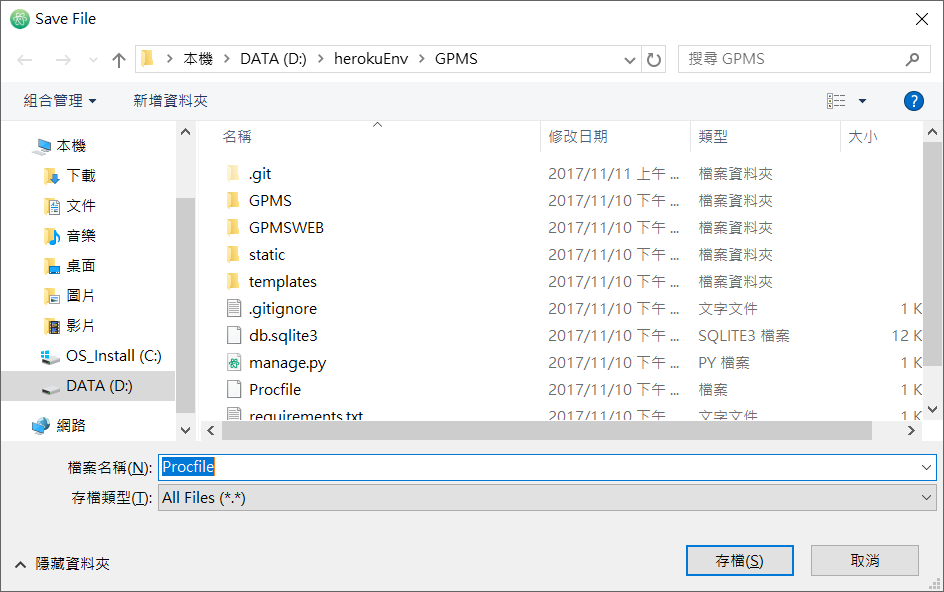 Save File
本機 DATA (D:) herokuEnv GPMS 搜尋 GPMS
組合管理 新增資料夾 ?
名稱 修改日期 類型 大小
本機
下載
文件
音樂
桌面
圖片
影片
OS_Install (C:)
DATA (D:)
網路
.git 2017/11/11 上午 ... 檔案資料夾
GPMS 2017/11/10 下午 ... 檔案資料夾
GPMSWEB 2017/11/10 下午 ... 檔案資料夾
static 2017/11/10 下午 ... 檔案資料夾
templates 2017/11/10 下午 ... 檔案資料夾
.gitignore 2017/11/10 下午 ... 文字文件 1 K
db.sqlite3 2017/11/10 下午 ... SQLITE3 檔案 12 K
manage.py 2017/11/10 下午 ... PY 檔案 1 K
Procfile 2017/11/10 下午 ... 檔案 1 K
requirements.txt 2017/11/10 下午 ... 文字文件 1 K
檔案名稱(N): Procfile
存檔類型(T): All Files (*.*)
隱藏資料夾 存檔(S) 取消